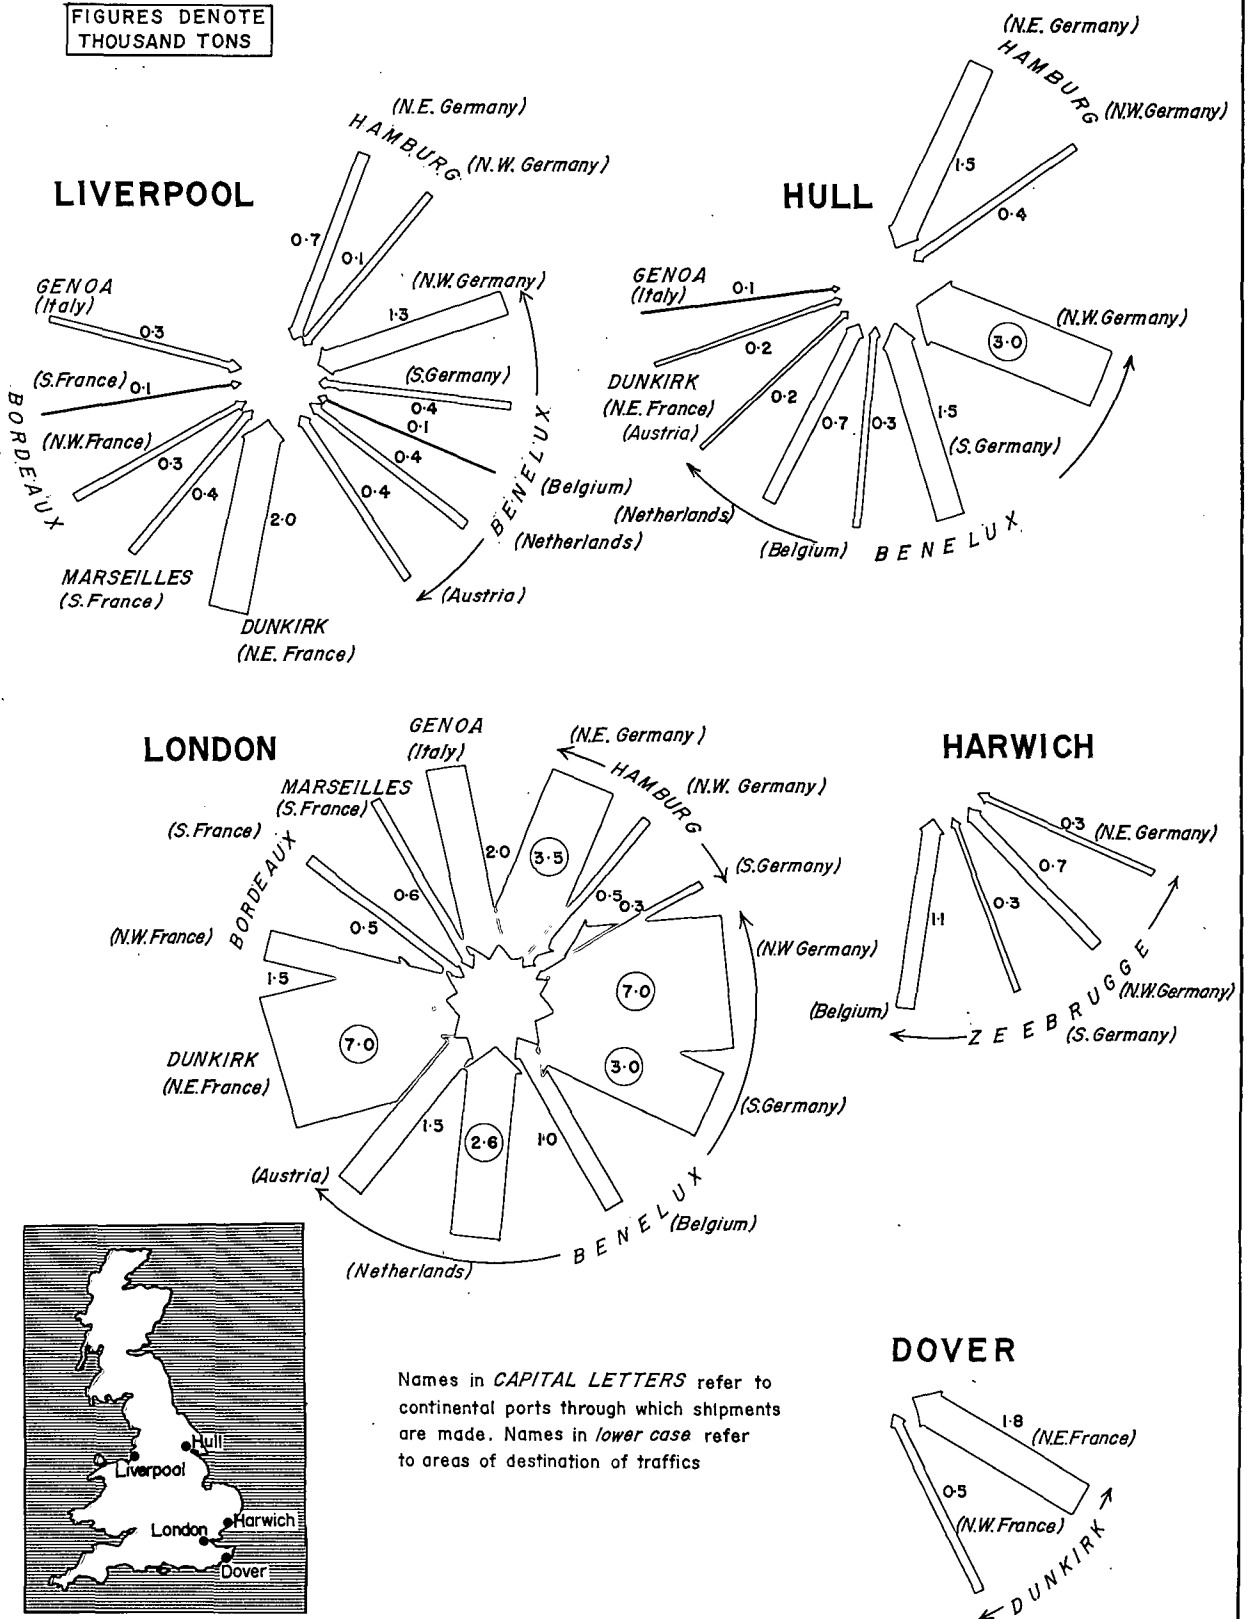 FIGURES DENOTE
THOUSAND TONS
LIVERPOOL
(N.E. Germany)
HAMBURG
(N.W. Germany)
0·7
0·1
GENOA
(Italy)
0·3
(N.W. Germany)
1·3
(S. France)
0·1
(S. Germany)
0·4
0·1
BORDEAUX
(N.W. France)
0·3
0·4
0·4
0·4
2·0
BENELUX
(Belgium)
(Netherlands)
(Austria)
MARSEILLES
(S. France)
DUNKIRK
(N.E. France)
HULL
(N.E. Germany)
HAMBURG
(N.W. Germany)
1·5
0·4
GENOA
(Italy)
0·1
0·2
(N.W. Germany)
3·0
DUNKIRK
(N.E. France)
(Austria)
0·2
0·7
0·3
1·5
(S. Germany)
(Netherlands)
(Belgium)
BENELUX
LONDON
GENOA
(Italy)
(N.E. Germany)
HAMBURG
(N.W. Germany)
MARSEILLES
(S. France)
(S. France)
BORDEAUX
2·0
3·5
0·6
0·5
0·3
(S. Germany)
0·5
(N.W. France)
1·5
(N.W Germany)
7·0
7·0
DUNKIRK
(N.E. France)
3·0
(S. Germany)
1·5
2·6
1·0
(Austria)
BENELUX
(Belgium)
(Netherlands)
HARWICH
0·3
(N.E. Germany)
0·7
0·3
1·1
(Belgium)
(N.W. Germany)
ZEEBRUGGE
(S. Germany)
Hull
Liverpool
Harwich
London
Dover
Names in CAPITAL LETTERS refer to
continental ports through which shipments
are made. Names in lower case refer
to areas of destination of traffics
DOVER
1·8
(N.E. France)
0·5
(N.W. France)
DUNKIRK